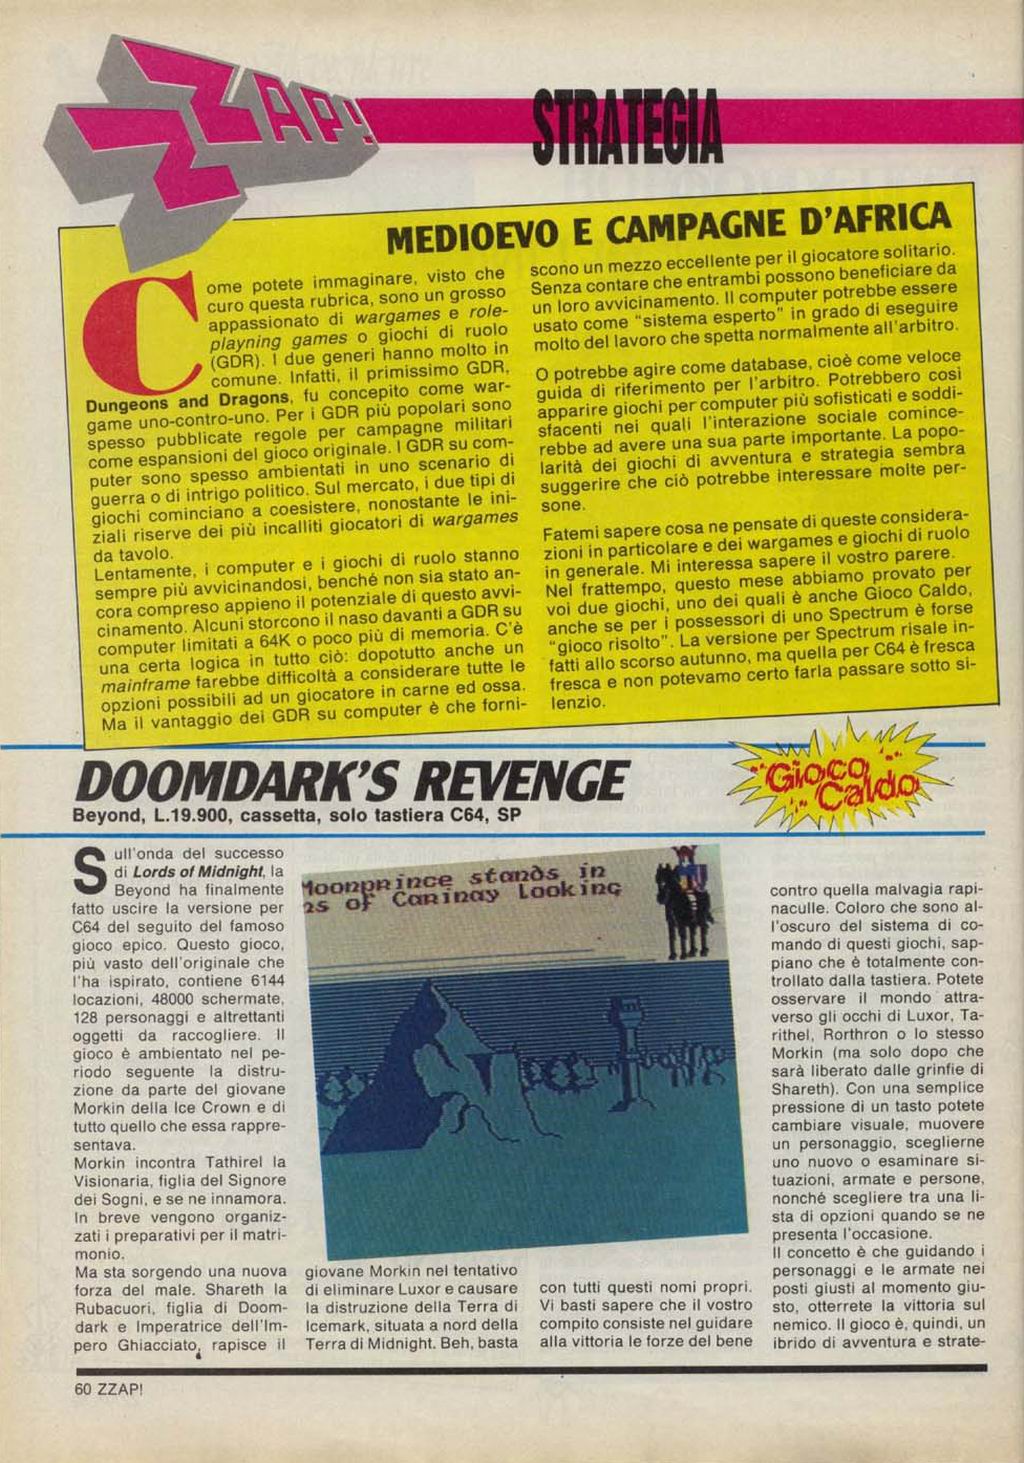 ZZAP!
STRATEGIA
MEDIOEVO E CAMPAGNE D'AFRICA
Come potete immaginare, visto che
curo questa rubrica, sono un grosso
appassionato di wargames e role-
playning games o giochi di ruolo
(GDR). I due generi hanno molto in
comune. Infatti, il primissimo GDR,
Dungeons and Dragons, fu concepito come war-
game uno-contro-uno. Per i GDR più popolari sono
spesso pubblicate regole per campagne militari
come espansioni del gioco originale. I GDR su com-
puter sono spesso ambientati in uno scenario di
guerra o di intrigo politico. Sul mercato, i due tipi di
giochi cominciano a coesistere, nonostante le ini-
ziali riserve dei più incalliti giocatori di wargames
da tavolo.
Lentamente, i computer e i giochi di ruolo stanno
sempre più avvicinandosi, benché non sia stato an-
cora compreso appieno il potenziale di questo avvi-
cinamento. Alcuni storcono il naso davanti a GDR su
computer limitati a 64K o poco più di memoria. C'è
una certa logica in tutto ciò: dopotutto anche un
mainframe farebbe difficoltà a considerare tutte le
opzioni possibili ad un giocatore in carne ed ossa.
Ma il vantaggio dei GDR su computer è che forni-
scono un mezzo eccellente per il giocatore solitario.
Senza contare che entrambi possono beneficiare da
un loro avvicinamento. Il computer potrebbe essere
usato come "sistema esperto" in grado di eseguire
molto del lavoro che spetta normalmente all'arbitro.
O potrebbe agire come database, cioè come veloce
guida di riferimento per l'arbitro. Potrebbero così
apparire giochi per computer più sofisticati e soddi-
sfacenti nei quali l'interazione sociale comince-
rebbe ad avere una sua parte importante. La popo-
larità dei giochi di avventura e strategia sembra
suggerire che ciò potrebbe interessare molte per-
sone.
Fatemi sapere cosa ne pensate di queste considera-
zioni in particolare e dei wargames e giochi di ruolo
in generale. Mi interessa sapere il vostro parere.
Nel frattempo, questo mese abbiamo provato per
voi due giochi, uno dei quali è anche Gioco Caldo,
anche se per i possessori di uno Spectrum è forse
"gioco risolto". La versione per Spectrum risale in-
fatti allo scorso autunno, ma quella per C64 è fresca
fresca e non potevamo certo farla passare sotto si-
lenzio.
DOOMDARK'S REVENGE
Beyond, L.19.900, cassetta, solo tastiera C64, SP
Gioco
Caldo
Sull'onda del successo
di Lords of Midnight, la
Beyond ha finalmente
fatto uscire la versione per
C64 del seguito del famoso
gioco epico. Questo gioco,
più vasto dell'originale che
l'ha ispirato, contiene 6144
locazioni, 48000 schermate,
128 personaggi e altrettanti
oggetti da raccogliere. Il
gioco è ambientato nel pe-
riodo seguente la distru-
zione da parte del giovane
Morkin della Ice Crown e di
tutto quello che essa rappre-
sentava.
Morkin incontra Tathirel la
Visionaria, figlia del Signore
dei Sogni, e se ne innamora.
In breve vengono organiz-
zati i preparativi per il matri-
monio.
Ma sta sorgendo una nuova
forza del male. Shareth la
Rubacuori, figlia di Doom-
dark e Imperatrice dell'Im-
pero Ghiacciato, rapisce il
Moonprince stands in
ns of Carinay Looking
giovane Morkin nel tentativo
di eliminare Luxor e causare
la distruzione della Terra di
Icemark, situata a nord della
Terra di Midnight. Beh, basta
con tutti questi nomi propri.
Vi basti sapere che il vostro
compito consiste nel guidare
alla vittoria le forze del bene
contro quella malvagia rapi-
naculle. Coloro che sono al-
l'oscuro del sistema di co-
mando di questi giochi, sap-
piano che è totalmente con-
trollato dalla tastiera. Potete
osservare il mondo attra-
verso gli occhi di Luxor, Ta-
rithel, Rorthron o lo stesso
Morkin (ma solo dopo che
sarà liberato dalle grinfie di
Shareth). Con una semplice
pressione di un tasto potete
cambiare visuale, muovere
un personaggio, sceglierne
uno nuovo o esaminare si-
tuazioni, armate e persone,
nonché scegliere tra una li-
sta di opzioni quando se ne
presenta l'occasione.
Il concetto è che guidando i
personaggi e le armate nei
posti giusti al momento giu-
sto, otterrete la vittoria sul
nemico. Il gioco è, quindi, un
ibrido di avventura e strate-
60 ZZAP!